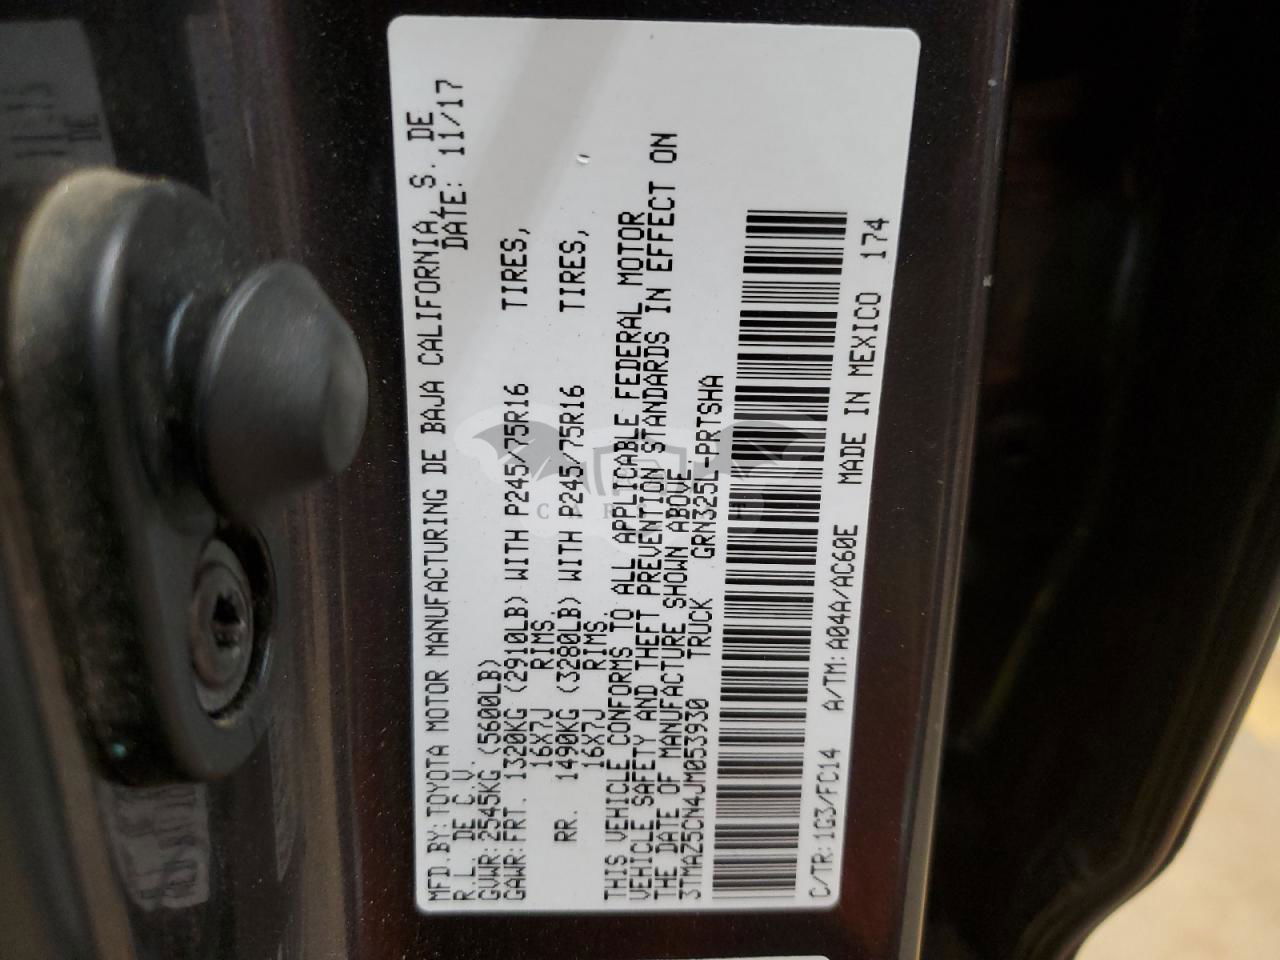 MFD.BY:TOYOTA MOTOR MANUFACTURING DE BAJA CALIFORNIA, S. DE
R.L. DE C.V. DATE: 11/17
GVWR:2545KG (5600LB)
GAWR:FRT. 1320KG (2910LB) WITH P245/75R16 TIRES,
16X7J RIMS.
RR. 1490KG (3280LB) WITH P245/75R16 TIRES,
16X7J RIMS.
THIS VEHICLE CONFORMS TO ALL APPLICABLE FEDERAL MOTOR
VEHICLE SAFETY AND THEFT PREVENTION STANDARDS IN EFFECT ON
THE DATE OF MANUFACTURE SHOWN ABOVE.
3TMAZ5CN4JM053930 TRUCK GRN325L-PRTSHA
C/TR:1G3/FC14 A/TM:A04A/AC60E MADE IN MEXICO 174